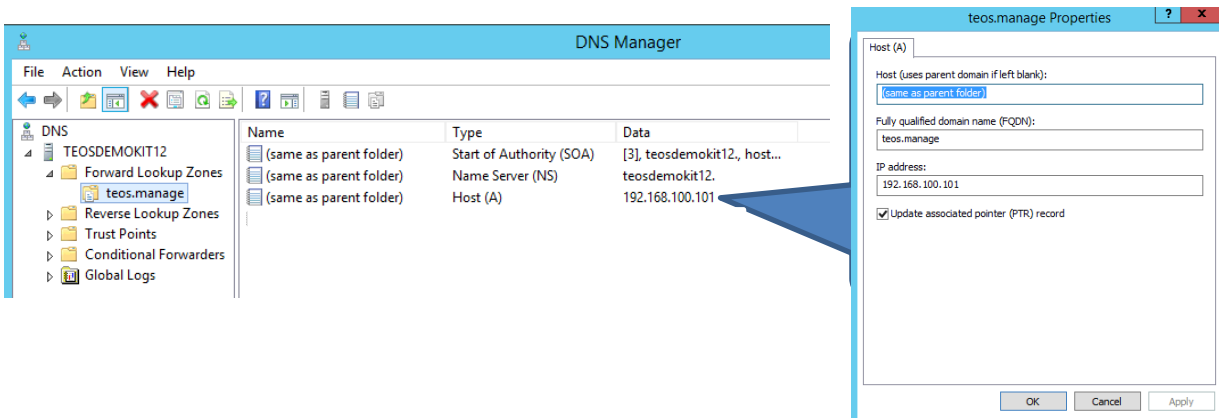 DNS Manager
File Action View Help
DNS
TEOSDEMOKIT12
Forward Lookup Zones
teos.manage
Reverse Lookup Zones
Trust Points
Conditional Forwarders
Global Logs
Name Type Data
(same as parent folder) Start of Authority (SOA) [3], teosdemokit12., host...
(same as parent folder) Name Server (NS) teosdemokit12.
(same as parent folder) Host (A) 192.168.100.101
teos.manage Properties ? x
Host (A)
Host (uses parent domain if left blank):
(same as parent folder)
Fully qualified domain name (FQDN):
teos.manage
IP address:
192.168.100.101
Update associated pointer (PTR) record
OK Cancel Apply